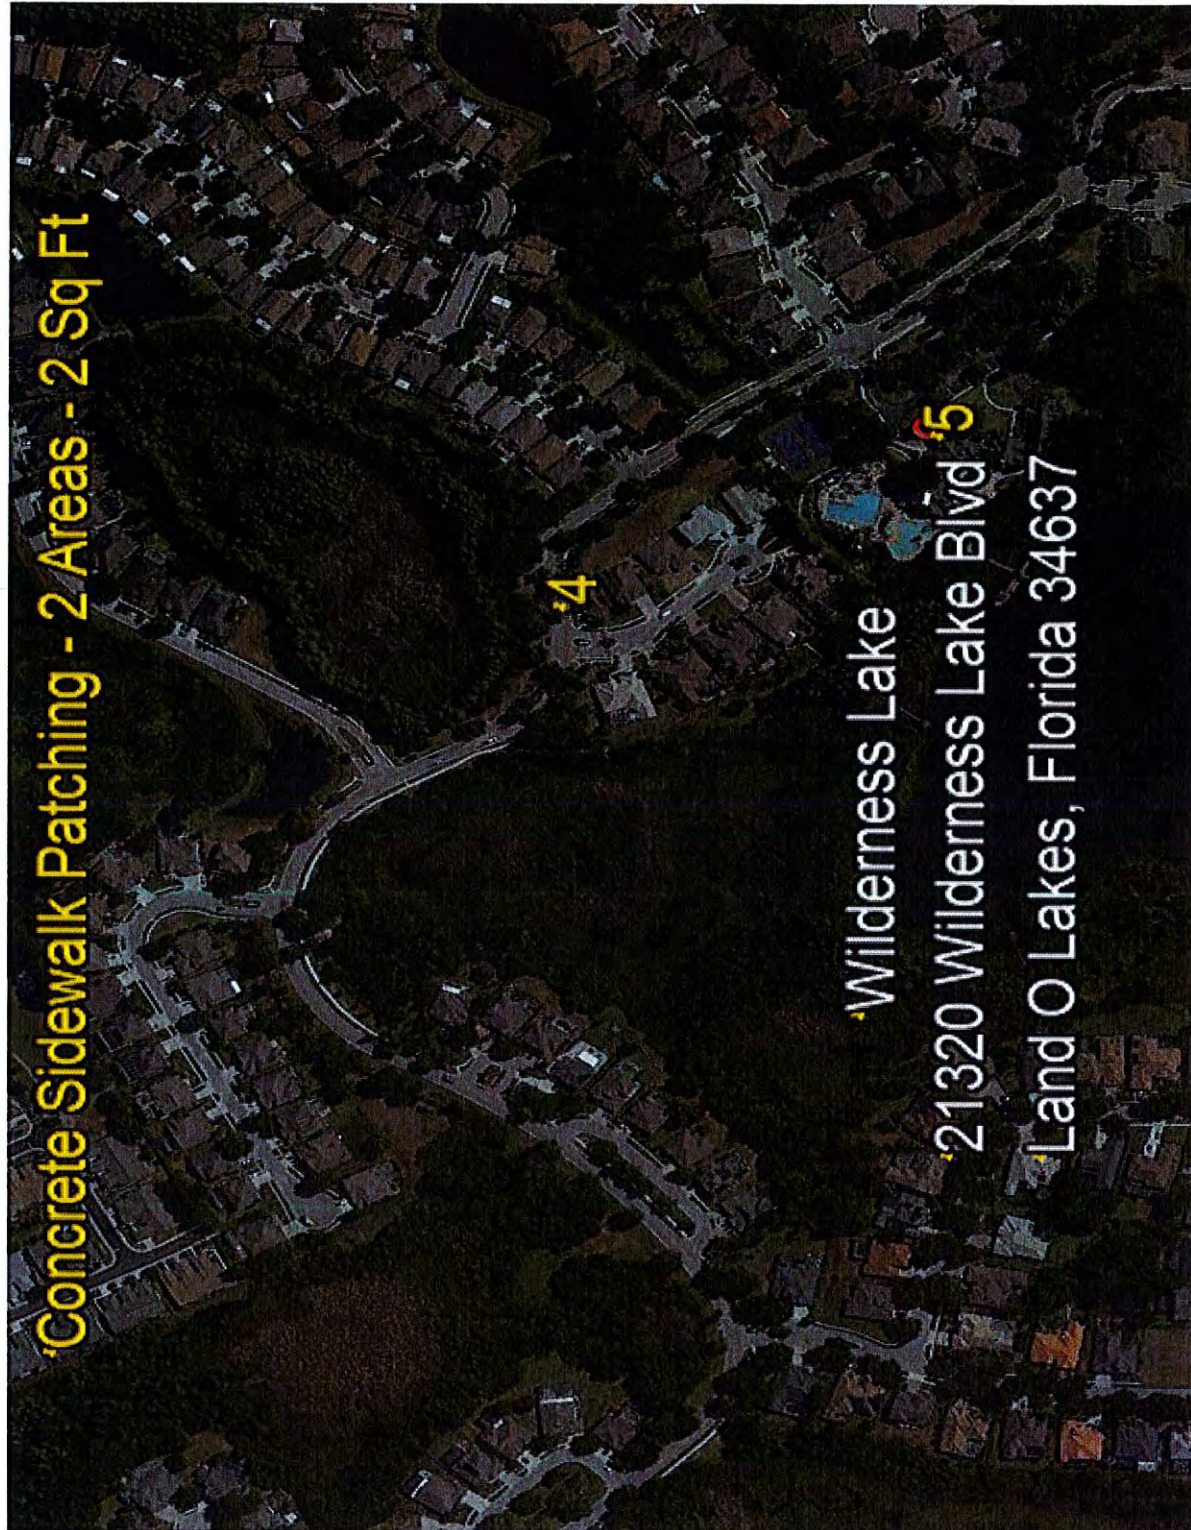 Concrete Sidewalk Patching - 2 Areas - 2 Sq Ft
4
5
Wilderness Lake
21320 Wilderness Lake Blvd
Land O Lakes, Florida 34637